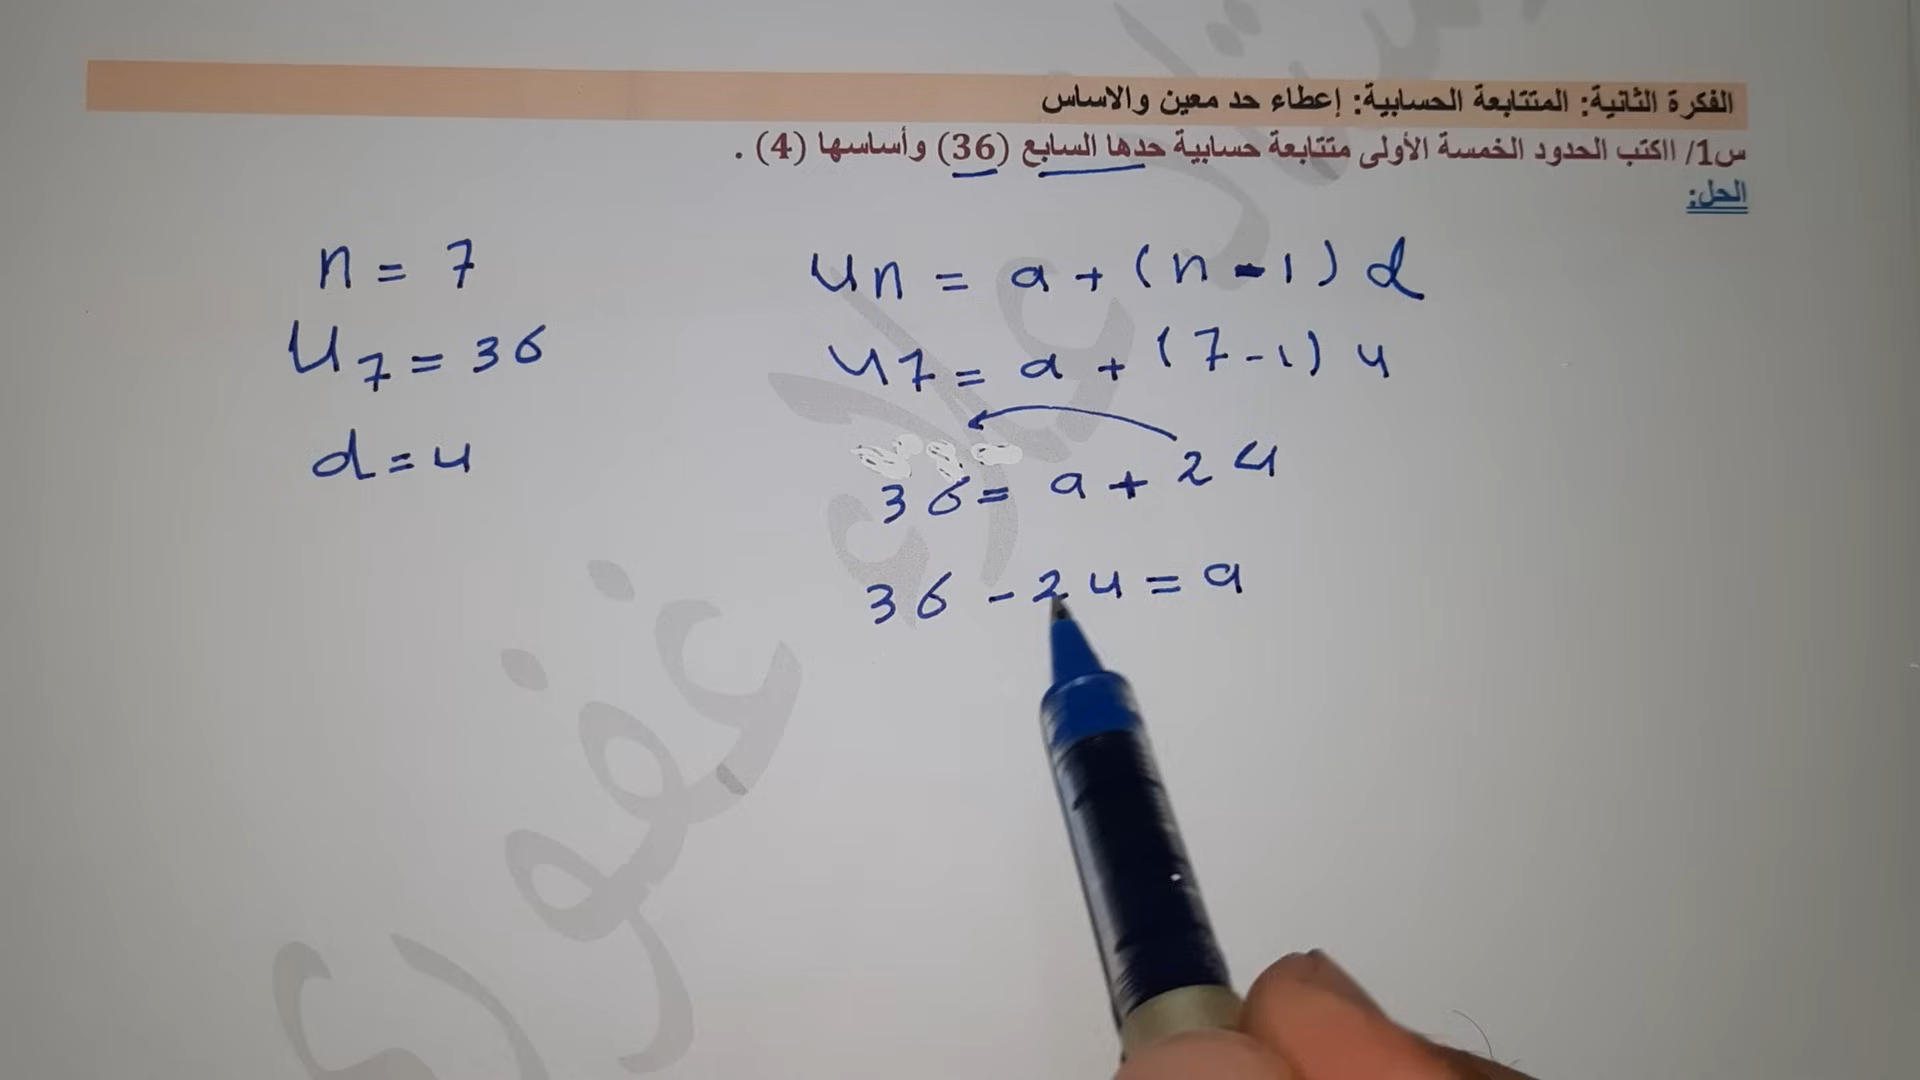 الفكرة الثانية: المتتابعة الحسابية: إعطاء حد معين والاساس
س1/ ااكتب الحدود الخمسة الأولى متتابعة حسابية حدها السابع (36) وأساسها (4) .
الحل:
n = 7
u7 = 36
d = 4
un = a + (n - 1) d
u7 = a + (7 - 1) 4
36 = a + 24
36 - 24 = a